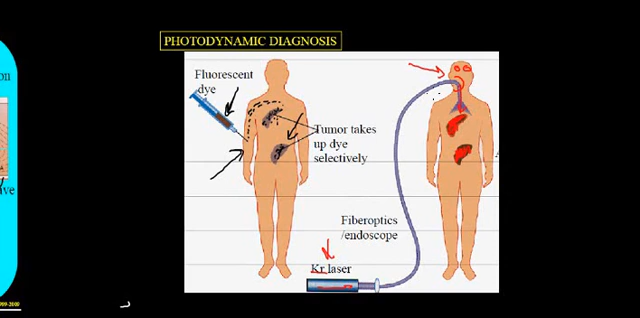 PHOTODYNAMIC DIAGNOSIS
Fluorescent
dye
Tumor takes
up dye
selectively
Fiberoptics
/endoscope
Kr laser